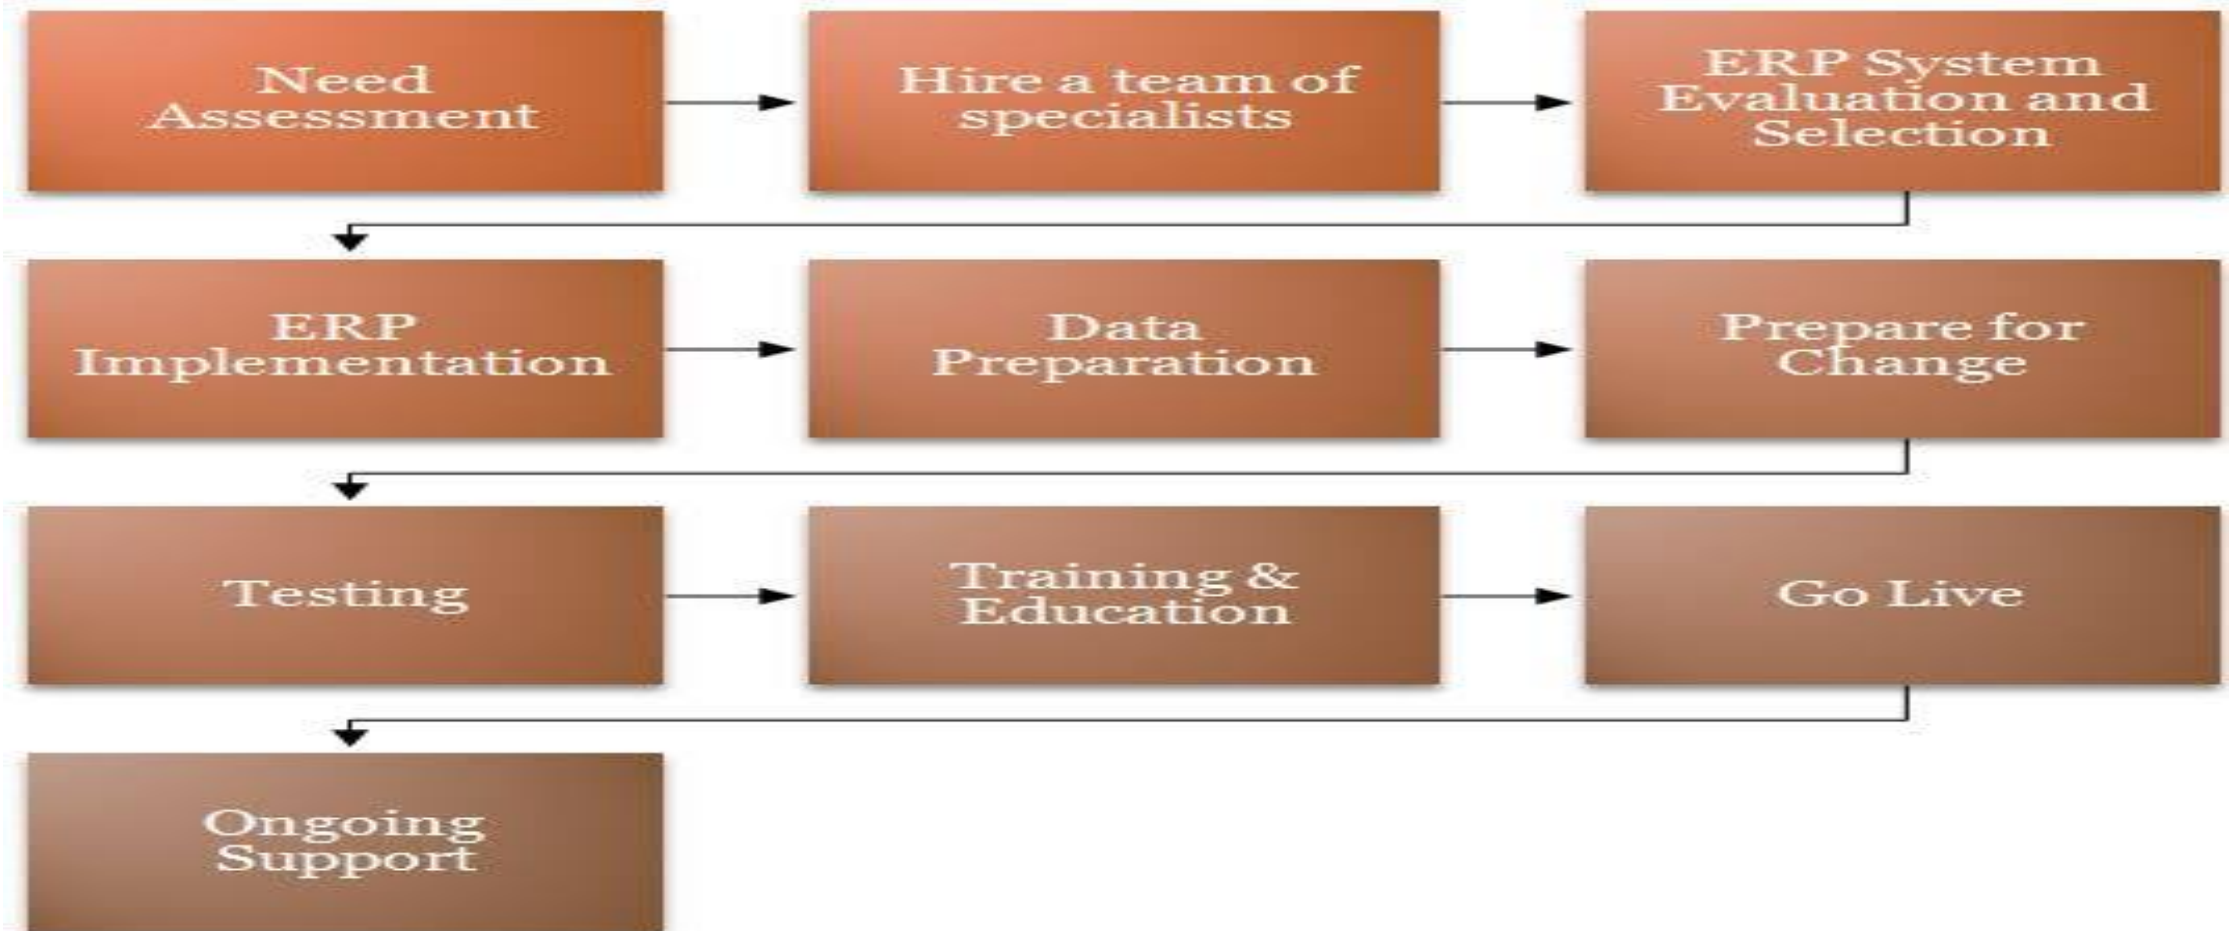 Need
Assessment
Hire a team of
specialists
ERP System
Evaluation and
Selection
ERP
Implementation
Data
Preparation
Prepare for
Change
Testing
Training &
Education
Go Live
Ongoing
Support